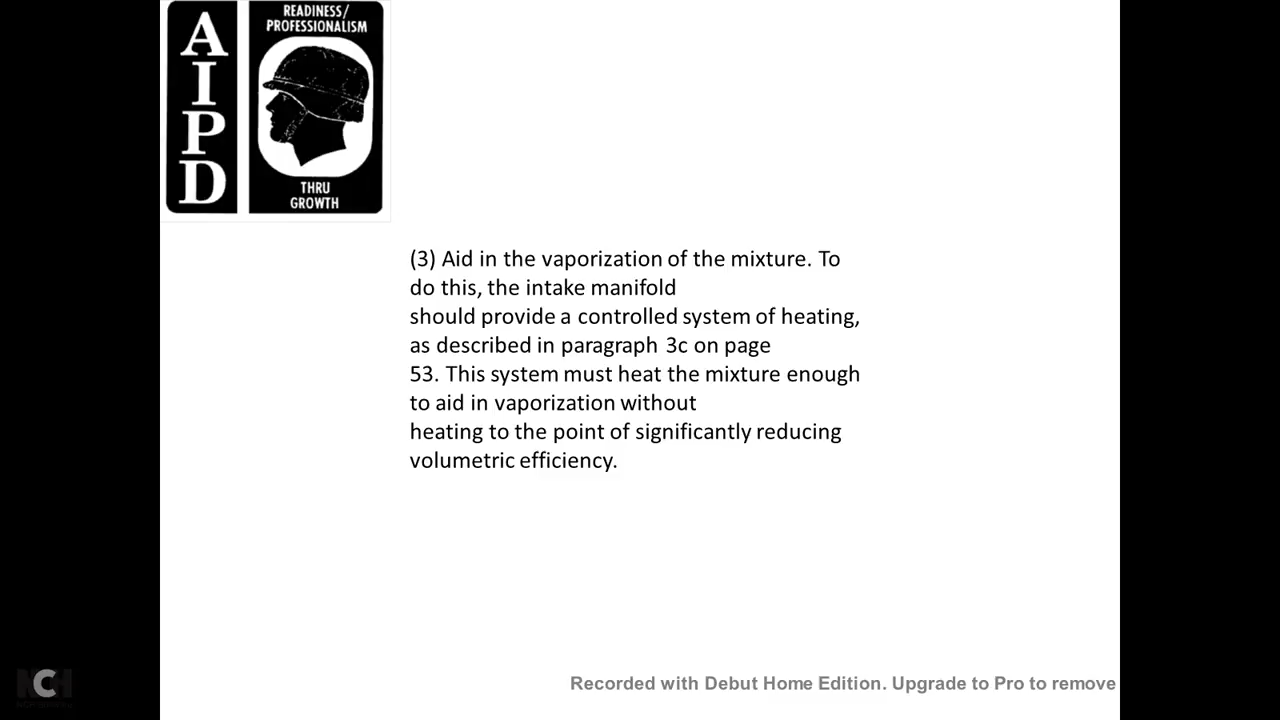 A
I
P
D
READINESS/
PROFESSIONALISM
THRU
GROWTH
(3) Aid in the vaporization of the mixture. To
do this, the intake manifold
should provide a controlled system of heating,
as described in paragraph 3c on page
53. This system must heat the mixture enough
to aid in vaporization without
heating to the point of significantly reducing
volumetric efficiency.
NCH
Recorded with Debut Home Edition. Upgrade to Pro to remove